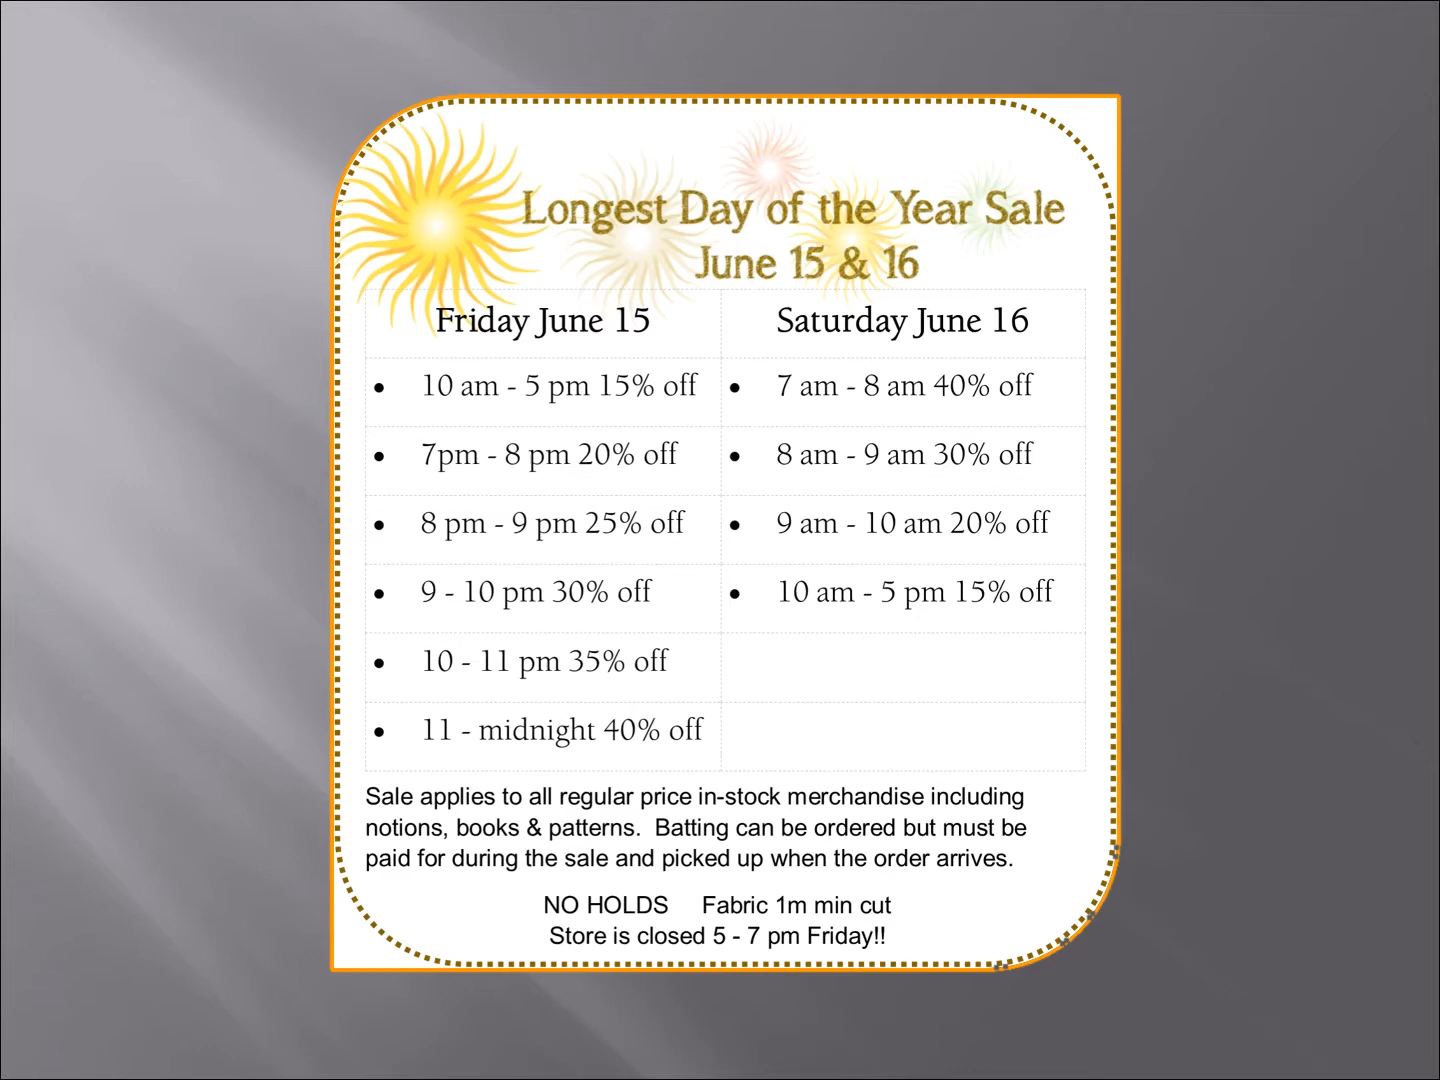 Longest Day of the Year Sale
June 15 & 16
Friday June 15
Saturday June 16
• 10 am - 5 pm 15% off
• 7 am - 8 am 40% off
• 7pm - 8 pm 20% off
• 8 am - 9 am 30% off
• 8 pm - 9 pm 25% off
• 9 am - 10 am 20% off
• 9 - 10 pm 30% off
• 10 am - 5 pm 15% off
• 10 - 11 pm 35% off
• 11 - midnight 40% off
Sale applies to all regular price in-stock merchandise including
notions, books & patterns.  Batting can be ordered but must be
paid for during the sale and picked up when the order arrives.
NO HOLDS     Fabric 1m min cut
Store is closed 5 - 7 pm Friday!!